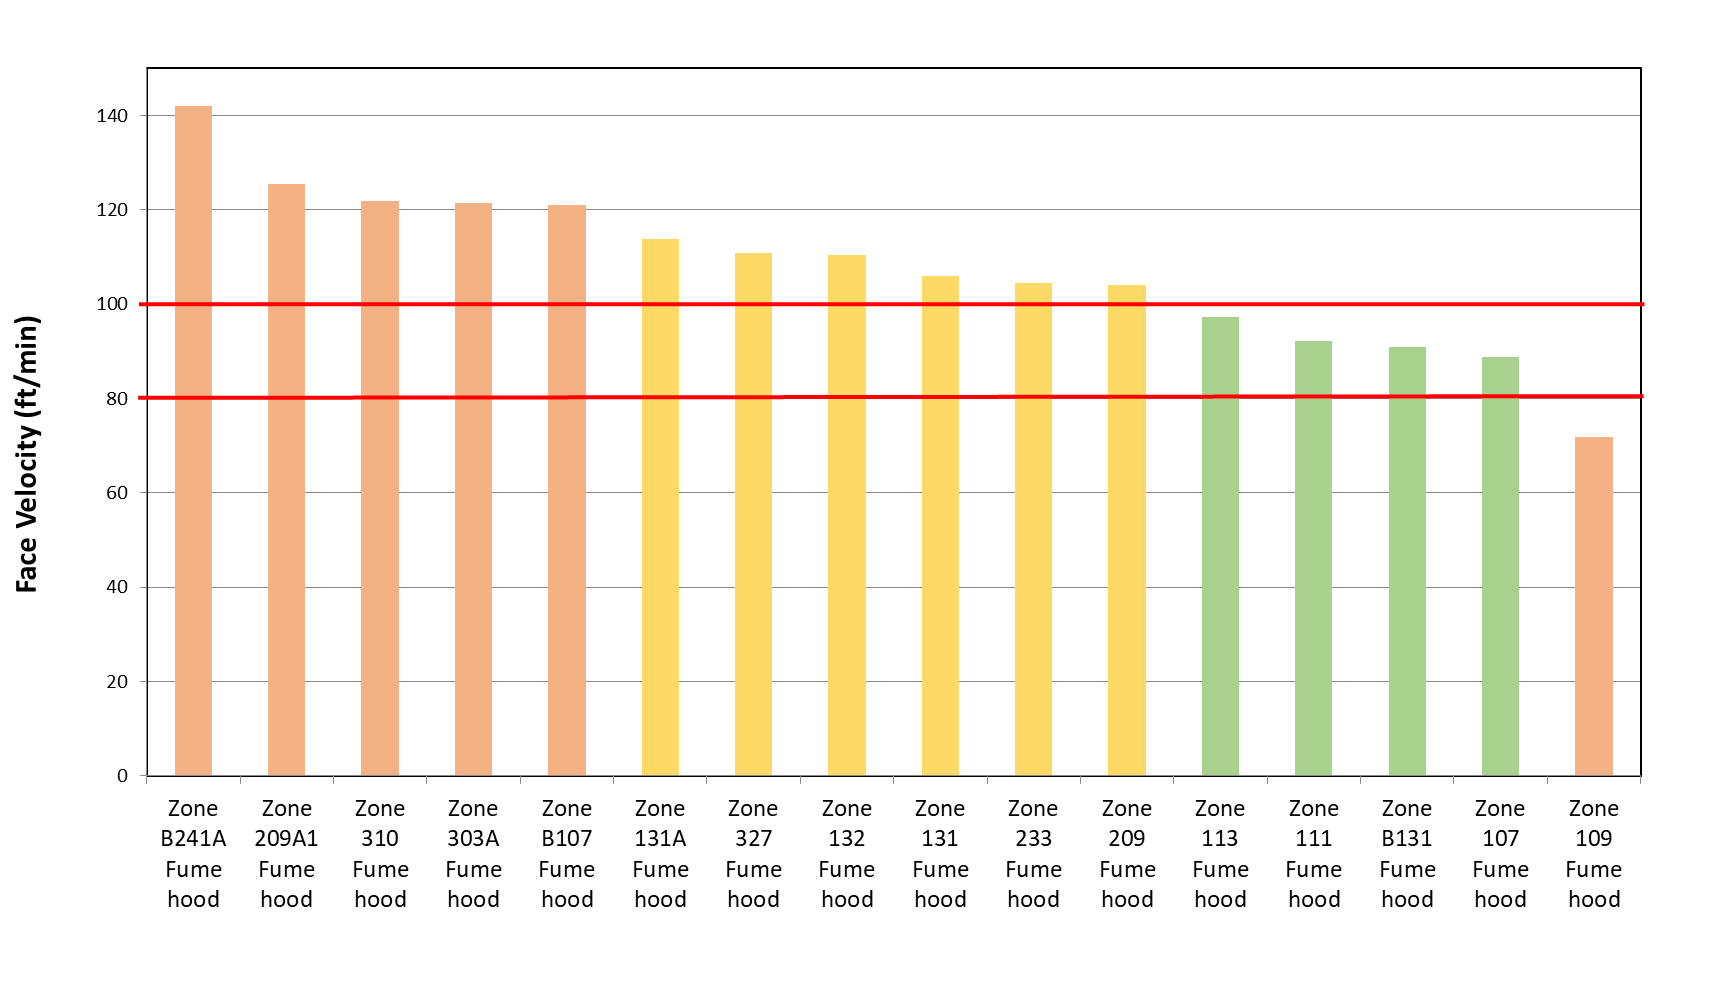 Face Velocity (ft/min)
140
120
100
80
60
40
20
0
Zone
B241A
Fume
hood
Zone
209A1
Fume
hood
Zone
310
Fume
hood
Zone
303A
Fume
hood
Zone
B107
Fume
hood
Zone
131A
Fume
hood
Zone
327
Fume
hood
Zone
132
Fume
hood
Zone
131
Fume
hood
Zone
233
Fume
hood
Zone
209
Fume
hood
Zone
113
Fume
hood
Zone
111
Fume
hood
Zone
B131
Fume
hood
Zone
107
Fume
hood
Zone
109
Fume
hood